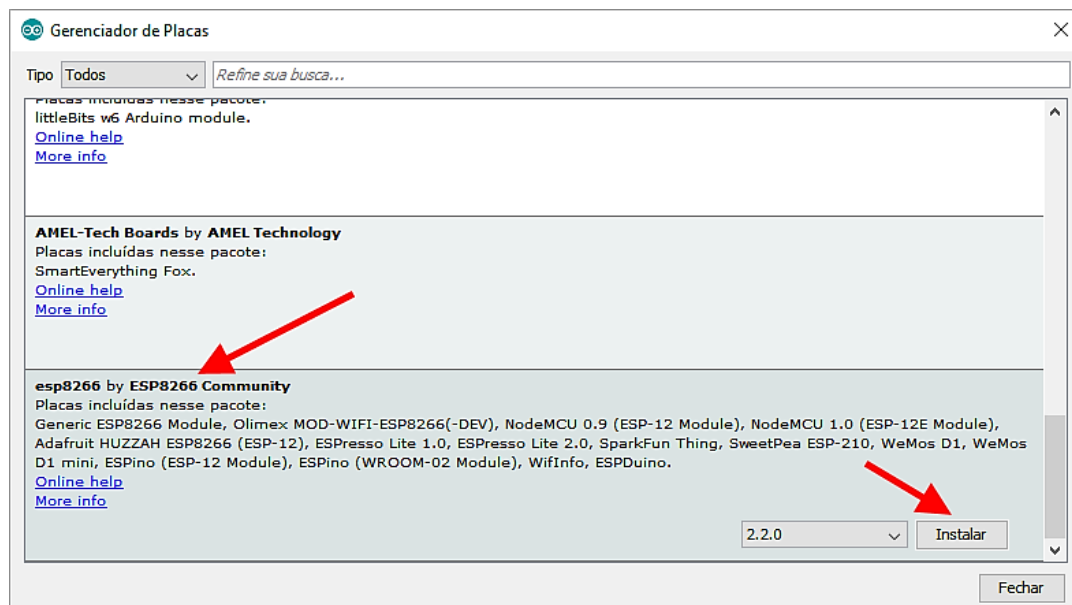 Gerenciador de Placas
Tipo Todos Refine sua busca...
Placas incluídas nesse pacote:
littleBits w6 Arduino module.
Online help
More info
AMEL-Tech Boards by AMEL Technology
Placas incluídas nesse pacote:
SmartEverything Fox.
Online help
More info
esp8266 by ESP8266 Community
Placas incluídas nesse pacote:
Generic ESP8266 Module, Olimex MOD-WIFI-ESP8266(-DEV), NodeMCU 0.9 (ESP-12 Module), NodeMCU 1.0 (ESP-12E Module),
Adafruit HUZZAH ESP8266 (ESP-12), ESPresso Lite 1.0, ESPresso Lite 2.0, SparkFun Thing, SweetPea ESP-210, WeMos D1, WeMos
D1 mini, ESPino (ESP-12 Module), ESPino (WROOM-02 Module), WifInfo, ESPDuino.
Online help
More info
2.2.0 Instalar
Fechar